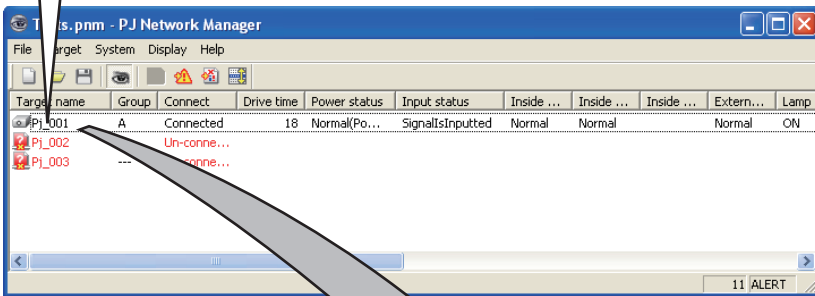 .pnm - PJ Network Manager
File Target System Display Help
Target name Group Connect Drive time Power status Input status Inside ... Inside ... Inside ... Extern... Lamp
Pj_001 A Connected 18 Normal(Po... SignalIsInputted Normal Normal Normal ON
Pj_002 Un-conne...
Pj_003 ---
11 ALERT